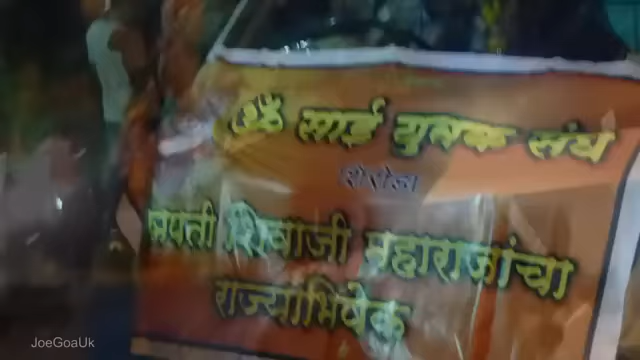 ॐ साई युवक संघ
त्रपती शिवाजी महाराजांचा
राज्याभिषेक
JoeGoaUk